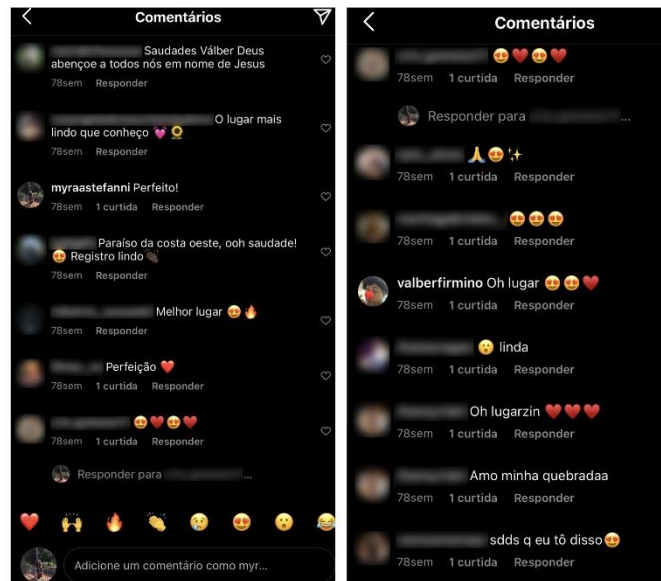 Comentários
Saudades Válber Deus
abençoe a todos nós em nome de Jesus
78sem Responder
O lugar mais
lindo que conheço 💓🌻
78sem Responder
myraastefanni Perfeito!
78sem 1 curtida Responder
Paraíso da costa oeste, ooh saudade!
😍 Registro lindo👏🏿
78sem Responder
Melhor lugar 😍🔥
78sem Responder
Perfeição ❤️
78sem 1 curtida Responder
😍❤️😍❤️
78sem 1 curtida Responder
Responder para ...
❤️ 🙌 🔥 👏 😢 😍 😮 😂
Adicione um comentário como myr...
Comentários
😍❤️😍❤️
78sem 1 curtida Responder
Responder para ...
🙏😍✨
78sem 1 curtida Responder
😍😍😍
78sem 1 curtida Responder
valberfirmino Oh lugar 😍😍❤️
78sem 1 curtida Responder
😮 linda
78sem 1 curtida Responder
Oh lugarzin ❤️❤️❤️
78sem 1 curtida Responder
Amo minha quebradaa
78sem 1 curtida Responder
sdds q eu tô disso😍
78sem 1 curtida Responder